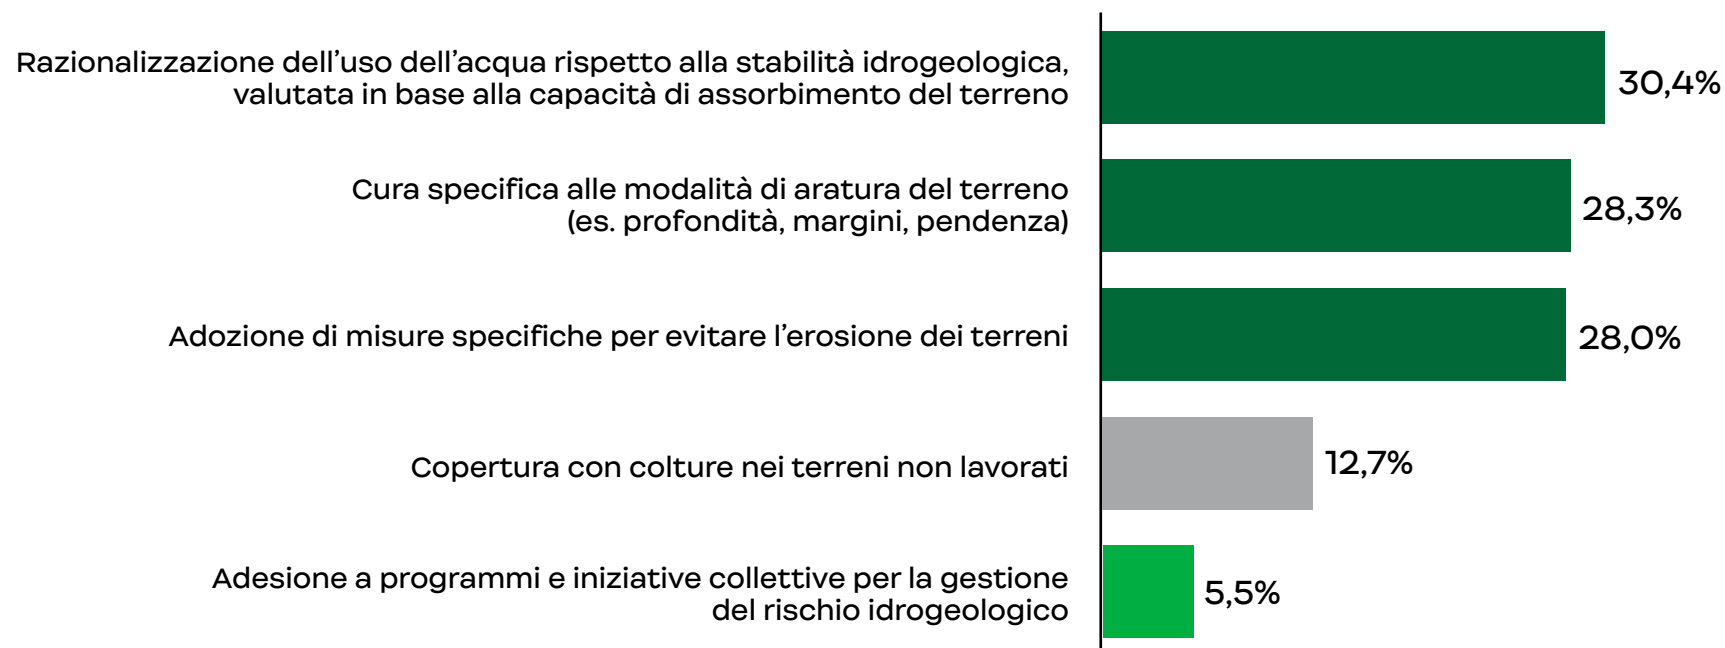 Razionalizzazione dell’uso dell’acqua rispetto alla stabilità idrogeologica,
valutata in base alla capacità di assorbimento del terreno
30,4%
Cura specifica alle modalità di aratura del terreno
(es. profondità, margini, pendenza)
28,3%
Adozione di misure specifiche per evitare l’erosione dei terreni
28,0%
Copertura con colture nei terreni non lavorati
12,7%
Adesione a programmi e iniziative collettive per la gestione
del rischio idrogeologico
5,5%